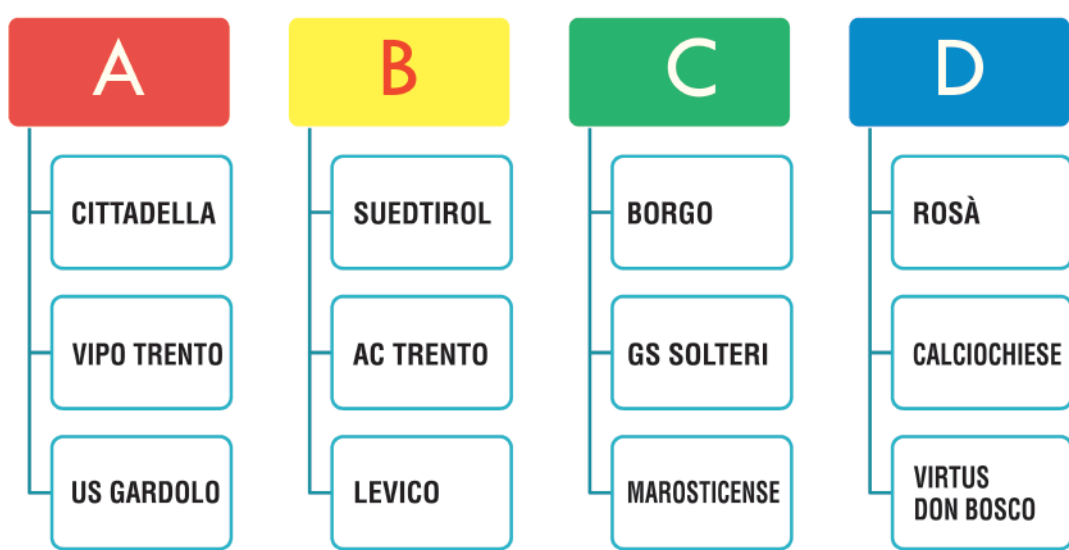 A
CITTADELLA
VIPO TRENTO
US GARDOLO
B
SUEDTIROL
AC TRENTO
LEVICO
C
BORGO
GS SOLTERI
MAROSTICENSE
D
ROSÀ
CALCIOCHIESE
VIRTUS
DON BOSCO